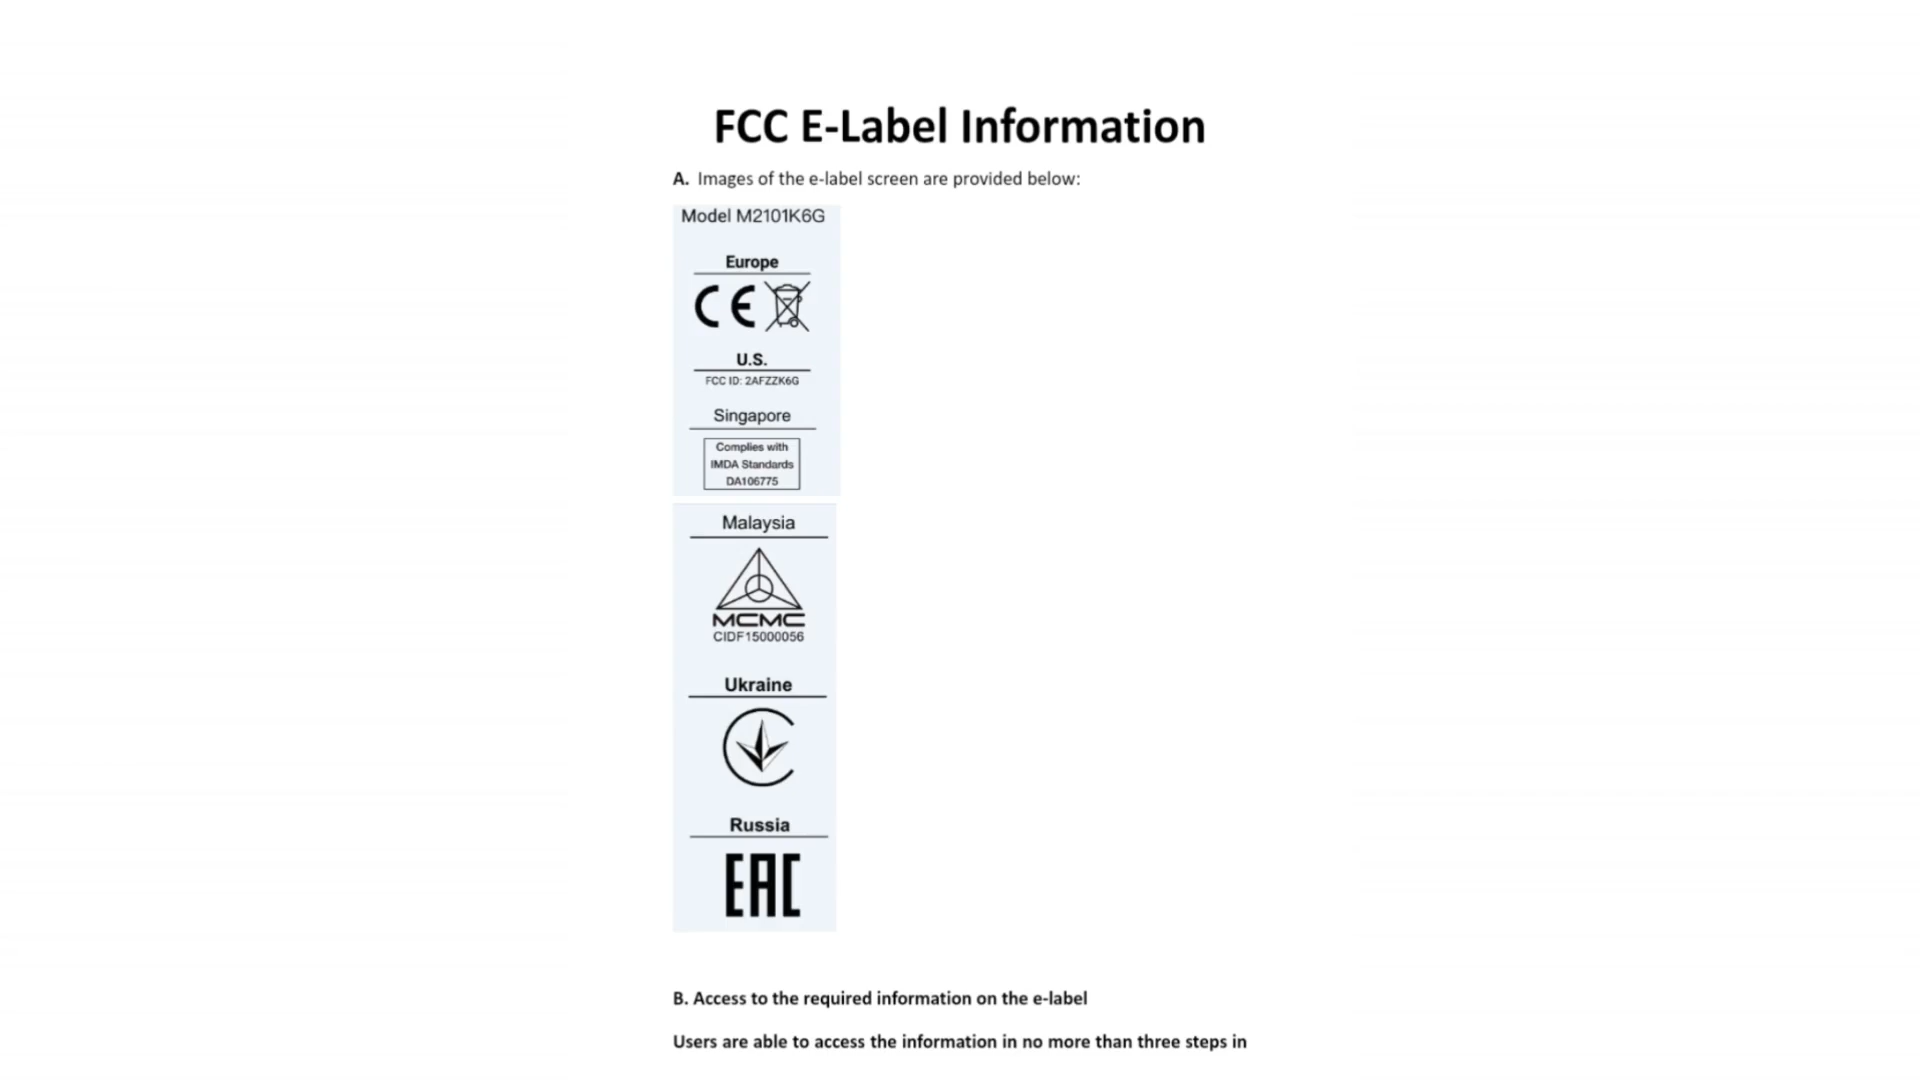 FCC E-Label Information
A. Images of the e-label screen are provided below:
Model M2101K6G
Europe
CE
U.S.
FCC ID: 2AFZZK6G
Singapore
Complies with
IMDA Standards
DA106775
Malaysia
MCMC
CIDF15000056
Ukraine
Russia
EAC
B. Access to the required information on the e-label
Users are able to access the information in no more than three steps in